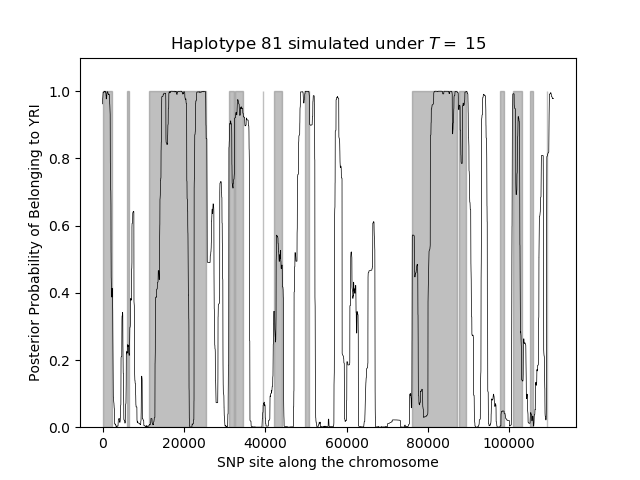 Haplotype 81 simulated under T = 15
Posterior Probability of Belonging to YRI
1.0
0.8
0.6
0.4
0.2
0.0
0 20000 40000 60000 80000 100000
SNP site along the chromosome